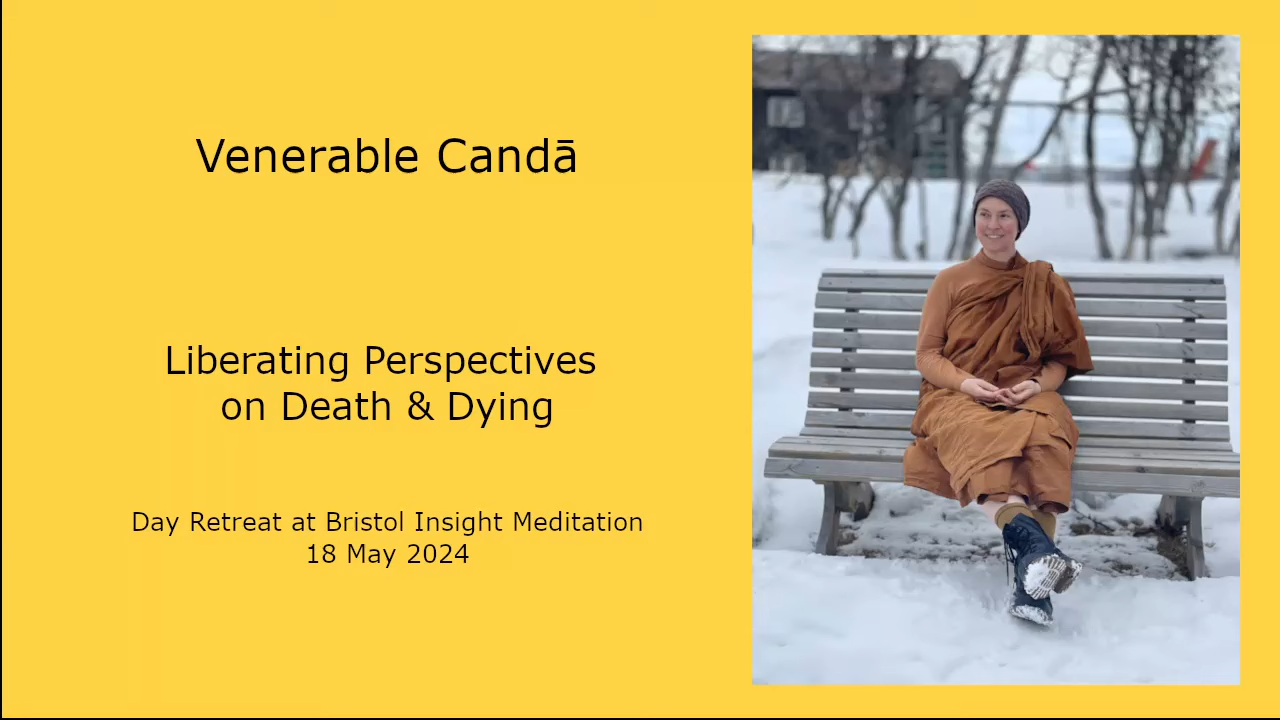 Venerable Candā
Liberating Perspectives
on Death & Dying
Day Retreat at Bristol Insight Meditation
18 May 2024